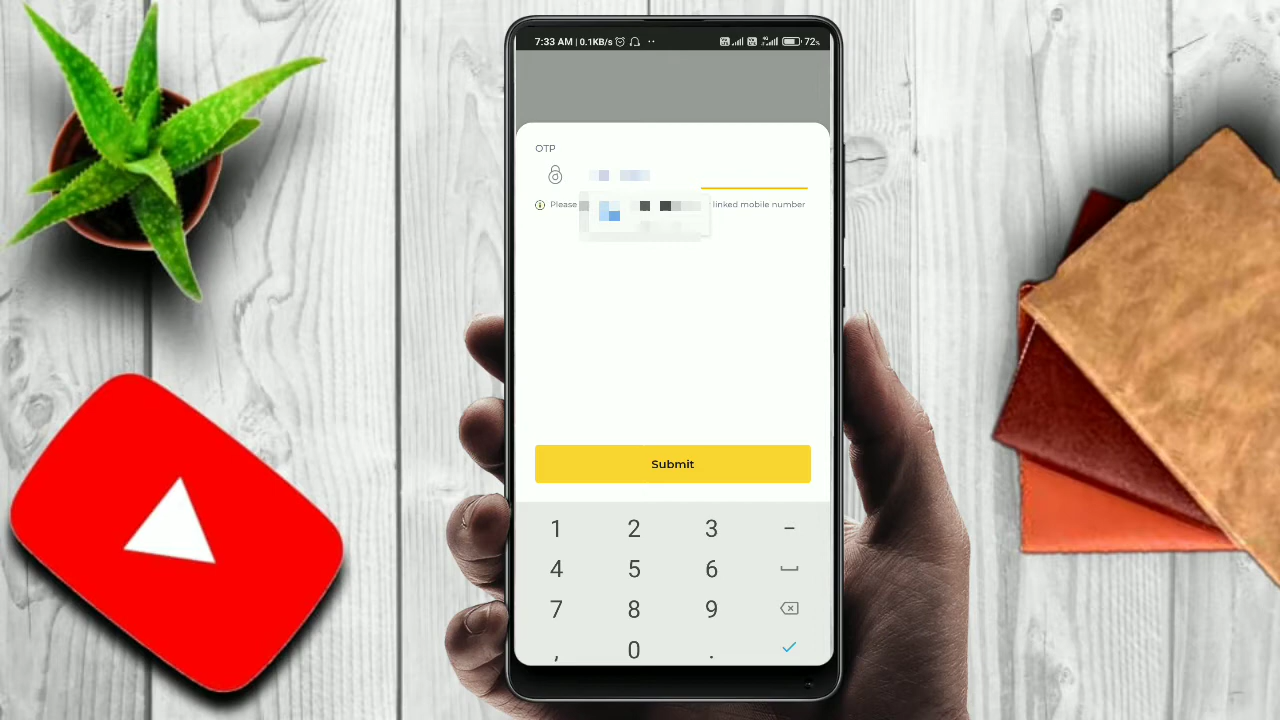 7:33 AM | 0.1KB/s
72%
OTP
Please linked mobile number
Submit
1 2 3 -
4 5 6
7 8 9
, 0 .